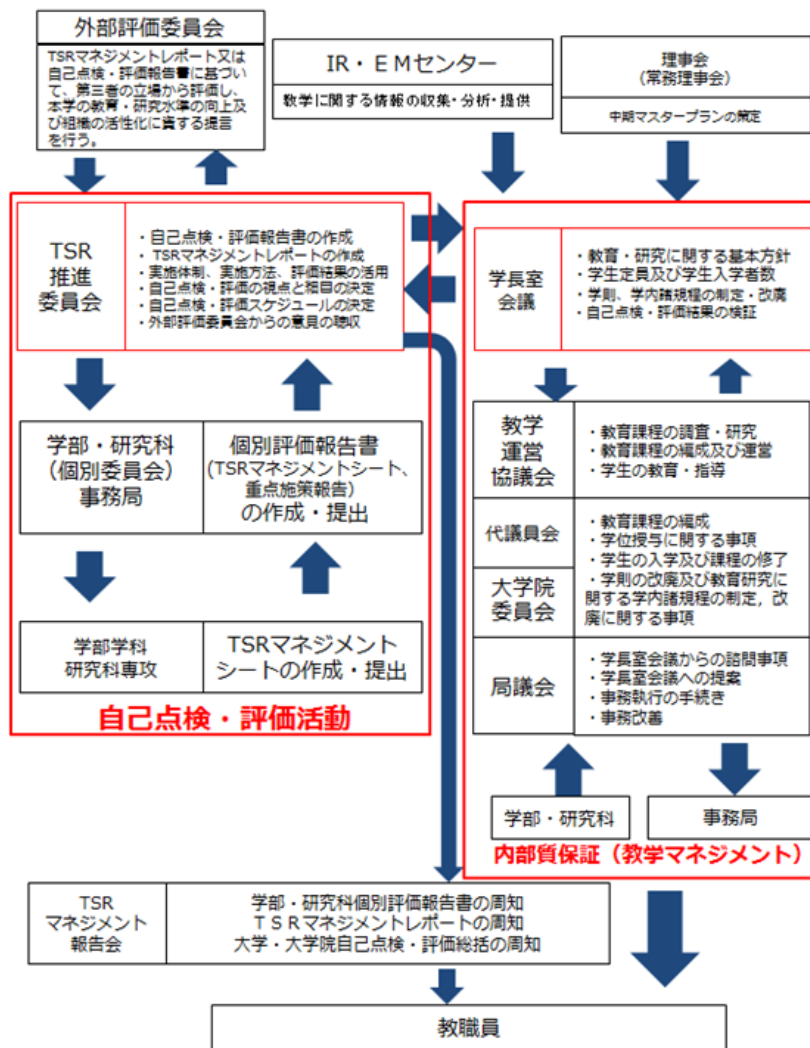 外部評価委員会
TSRマネジメントレポート又は
自己点検・評価報告書に基づい
て、第三者の立場から評価し、
本学の教育・研究水準の向上及
び組織の活性化に資する提言
を行う。
IR・EMセンター
教学に関する情報の収集・分析・提供
理事会
(常務理事会)
中期マスタープランの策定
TSR
推進
委員会
・自己点検・評価報告書の作成
・TSRマネジメントレポートの作成
・実施体制、実施方法、評価結果の活用
・自己点検・評価の視点と細目の決定
・自己点検・評価スケジュールの決定
・外部評価委員会からの意見の聴収
学部・研究科
(個別委員会)
事務局
個別評価報告書
(TSRマネジメントシート、
重点施策報告)
の作成・提出
学部学科
研究科専攻
TSRマネジメント
シートの作成・提出
自己点検・評価活動
学長室
会議
・教育・研究に関する基本方針
・学生定員及び学生入学者数
・学則、学内諸規程の制定・改廃
・自己点検・評価結果の検証
教学
運営
協議会
・教育課程の調査・研究
・教育課程の編成及び運営
・学生の教育・指導
代議員会
大学院
委員会
・教育課程の編成
・学位授与に関する事項
・学生の入学及び課程の修了
・学則の改廃及び教育研究に
関する学内諸規程の制定,改
廃に関する事項
局議会
・学長室会議からの諮問事項
・学長室会議への提案
・事務執行の手続き
・事務改善
学部・研究科
事務局
内部質保証(教学マネジメント)
TSR
マネジメント
報告会
学部・研究科個別評価報告書の周知
TSRマネジメントレポートの周知
大学・大学院自己点検・評価総括の周知
教職員